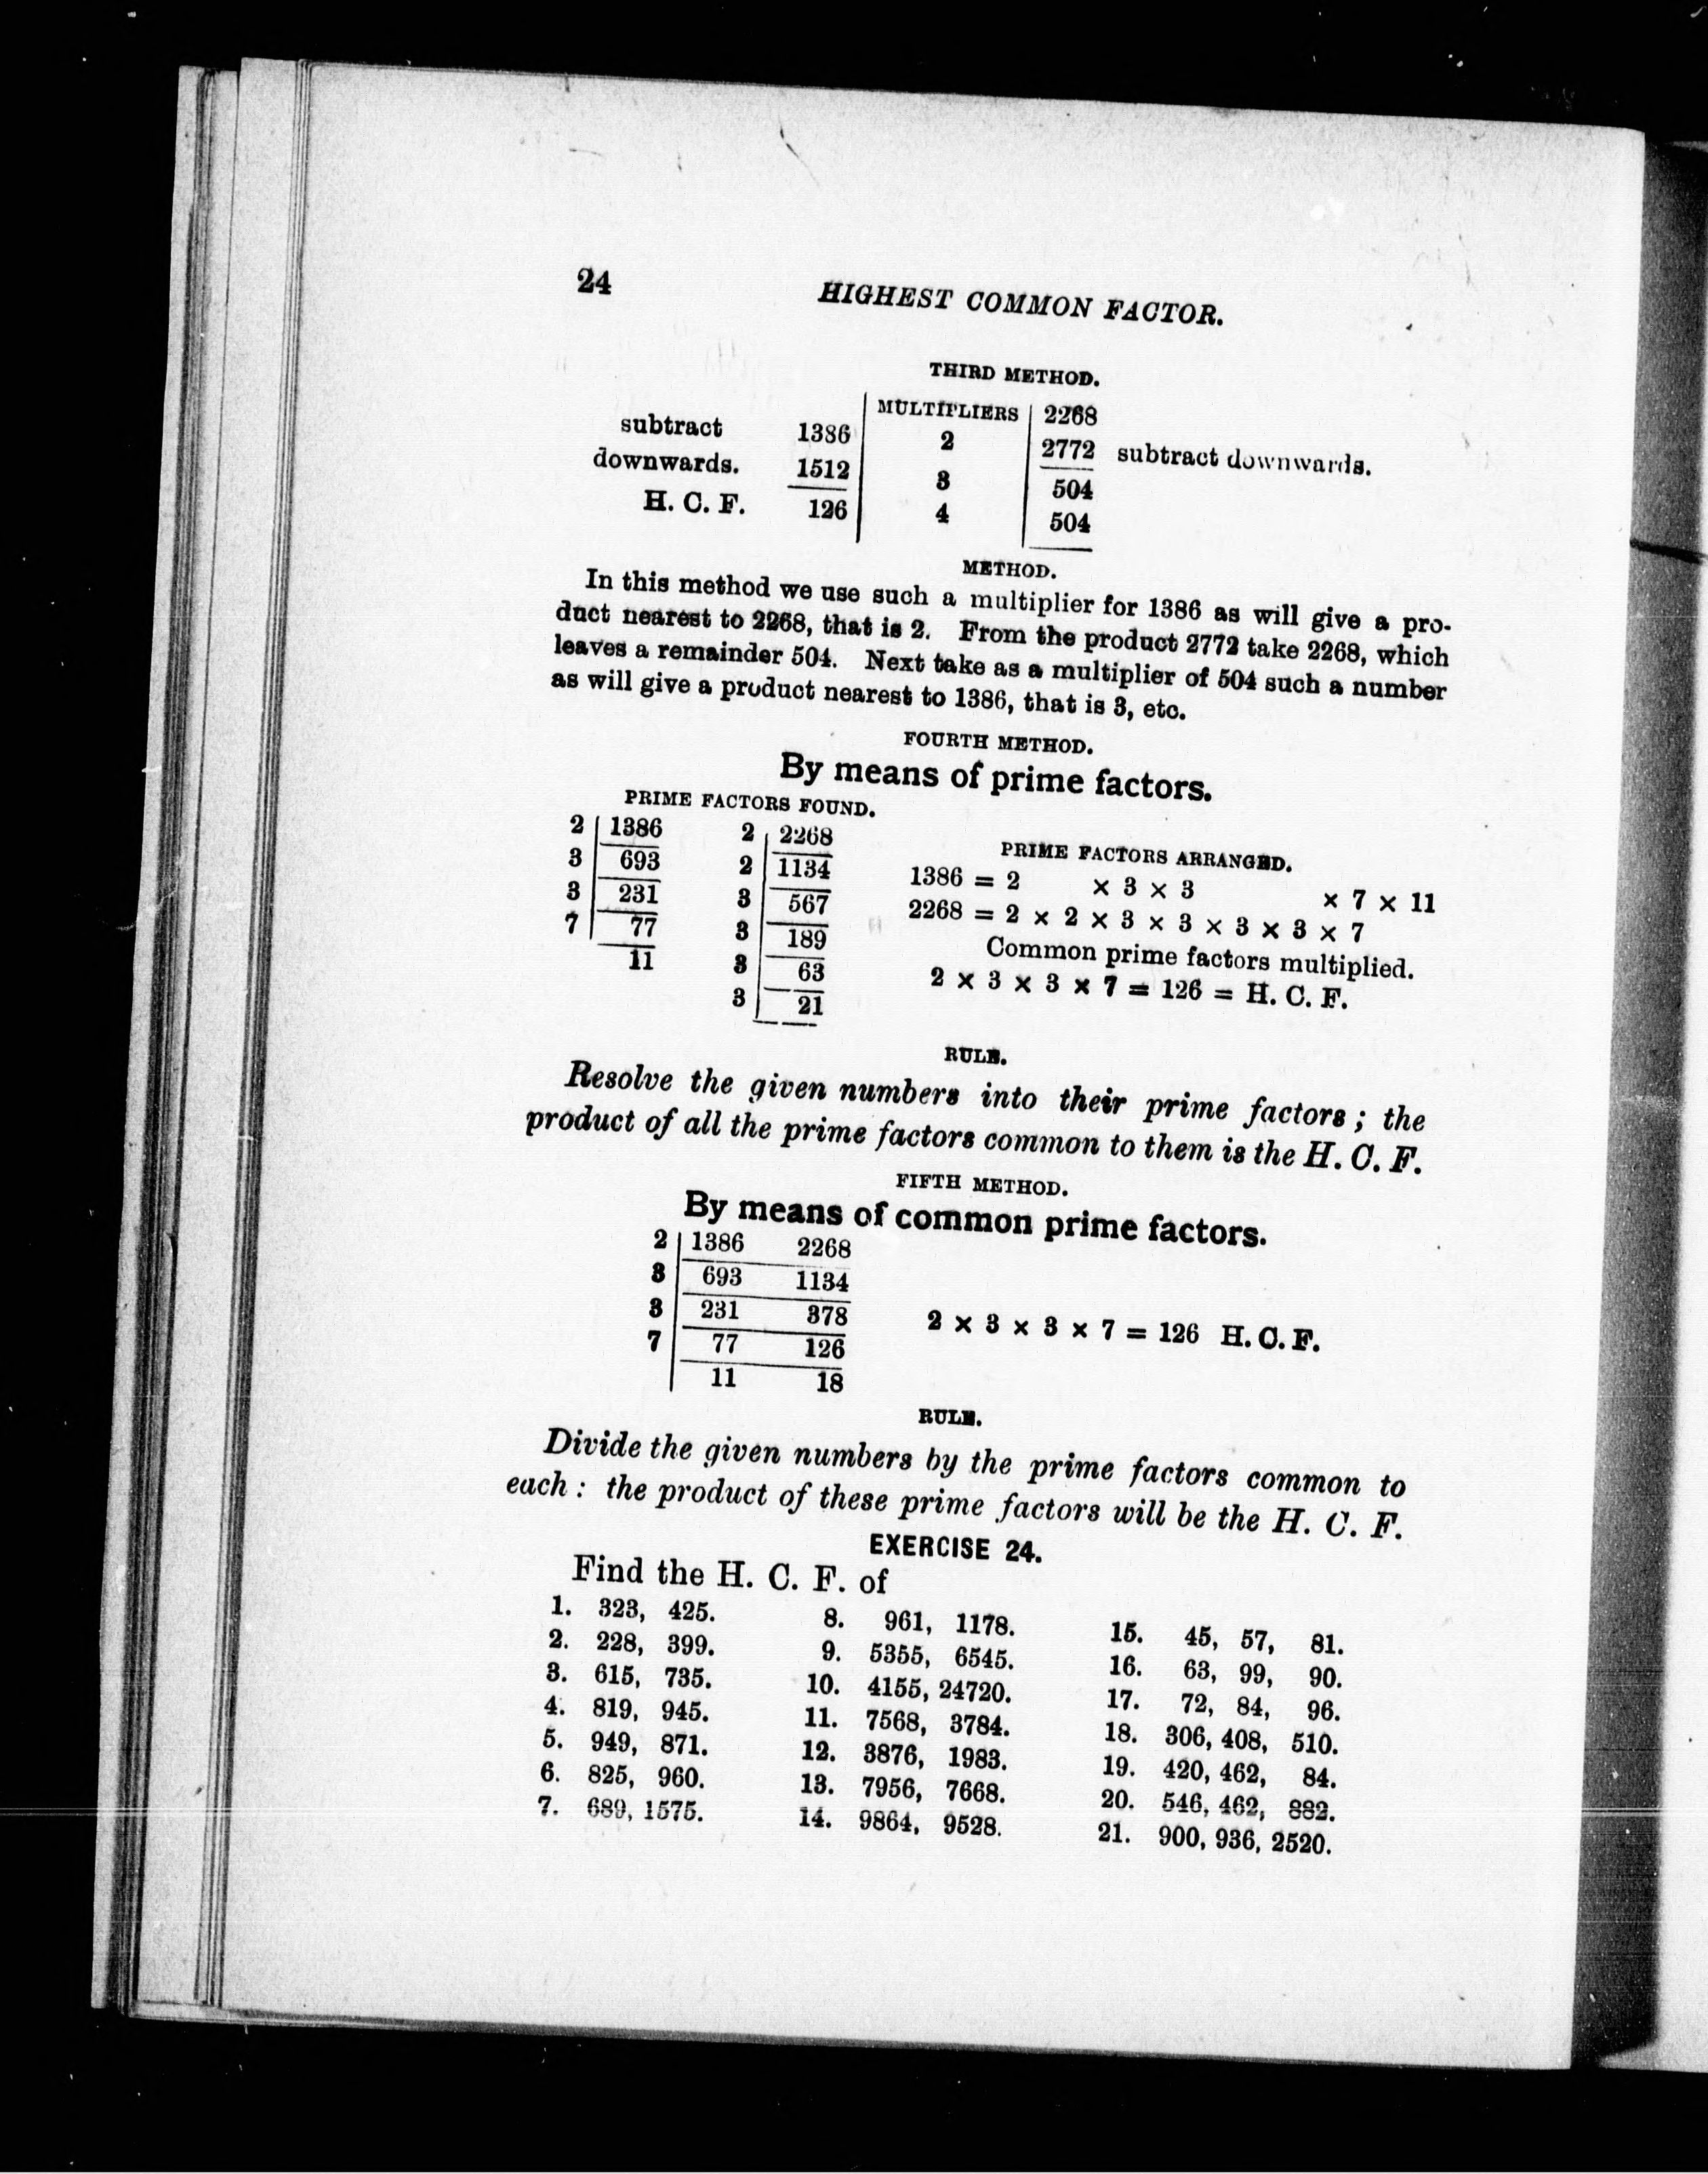 24
HIGHEST COMMON FACTOR.
THIRD METHOD.
MULTIPLIERS 2268
subtract 1386 2 2772 subtract downwards.
downwards. 1512 3 504
H. C. F. 126 4 504
METHOD.
In this method we use such a multiplier for 1386 as will give a pro-
duct nearest to 2268, that is 2. From the product 2772 take 2268, which
leaves a remainder 504. Next take as a multiplier of 504 such a number
as will give a product nearest to 1386, that is 3, etc.
FOURTH METHOD.
By means of prime factors.
PRIME FACTORS FOUND.
2 1386 2 2268
3 693 2 1134
3 231 3 567
7 77 3 189
11 3 63
3 21
PRIME FACTORS ARRANGED.
1386 = 2 × 3 × 3 × 7 × 11
2268 = 2 × 2 × 3 × 3 × 3 × 3 × 7
Common prime factors multiplied.
2 × 3 × 3 × 7 = 126 = H. C. F.
RULE.
Resolve the given numbers into their prime factors ; the
product of all the prime factors common to them is the H. C. F.
FIFTH METHOD.
By means of common prime factors.
2 1386 2268
3 693 1134
3 231 378
7 77 126
11 18
2 × 3 × 3 × 7 = 126 H. C. F.
RULE.
Divide the given numbers by the prime factors common to
each : the product of these prime factors will be the H. C. F.
EXERCISE 24.
Find the H. C. F. of
1. 323, 425.
2. 228, 399.
3. 615, 735.
4. 819, 945.
5. 949, 871.
6. 825, 960.
7. 689, 1575.
8. 961, 1178.
9. 5355, 6545.
10. 4155, 24720.
11. 7568, 3784.
12. 3876, 1983.
13. 7956, 7668.
14. 9864, 9528.
15. 45, 57, 81.
16. 63, 99, 90.
17. 72, 84, 96.
18. 306, 408, 510.
19. 420, 462, 84.
20. 546, 462, 882.
21. 900, 936, 2520.